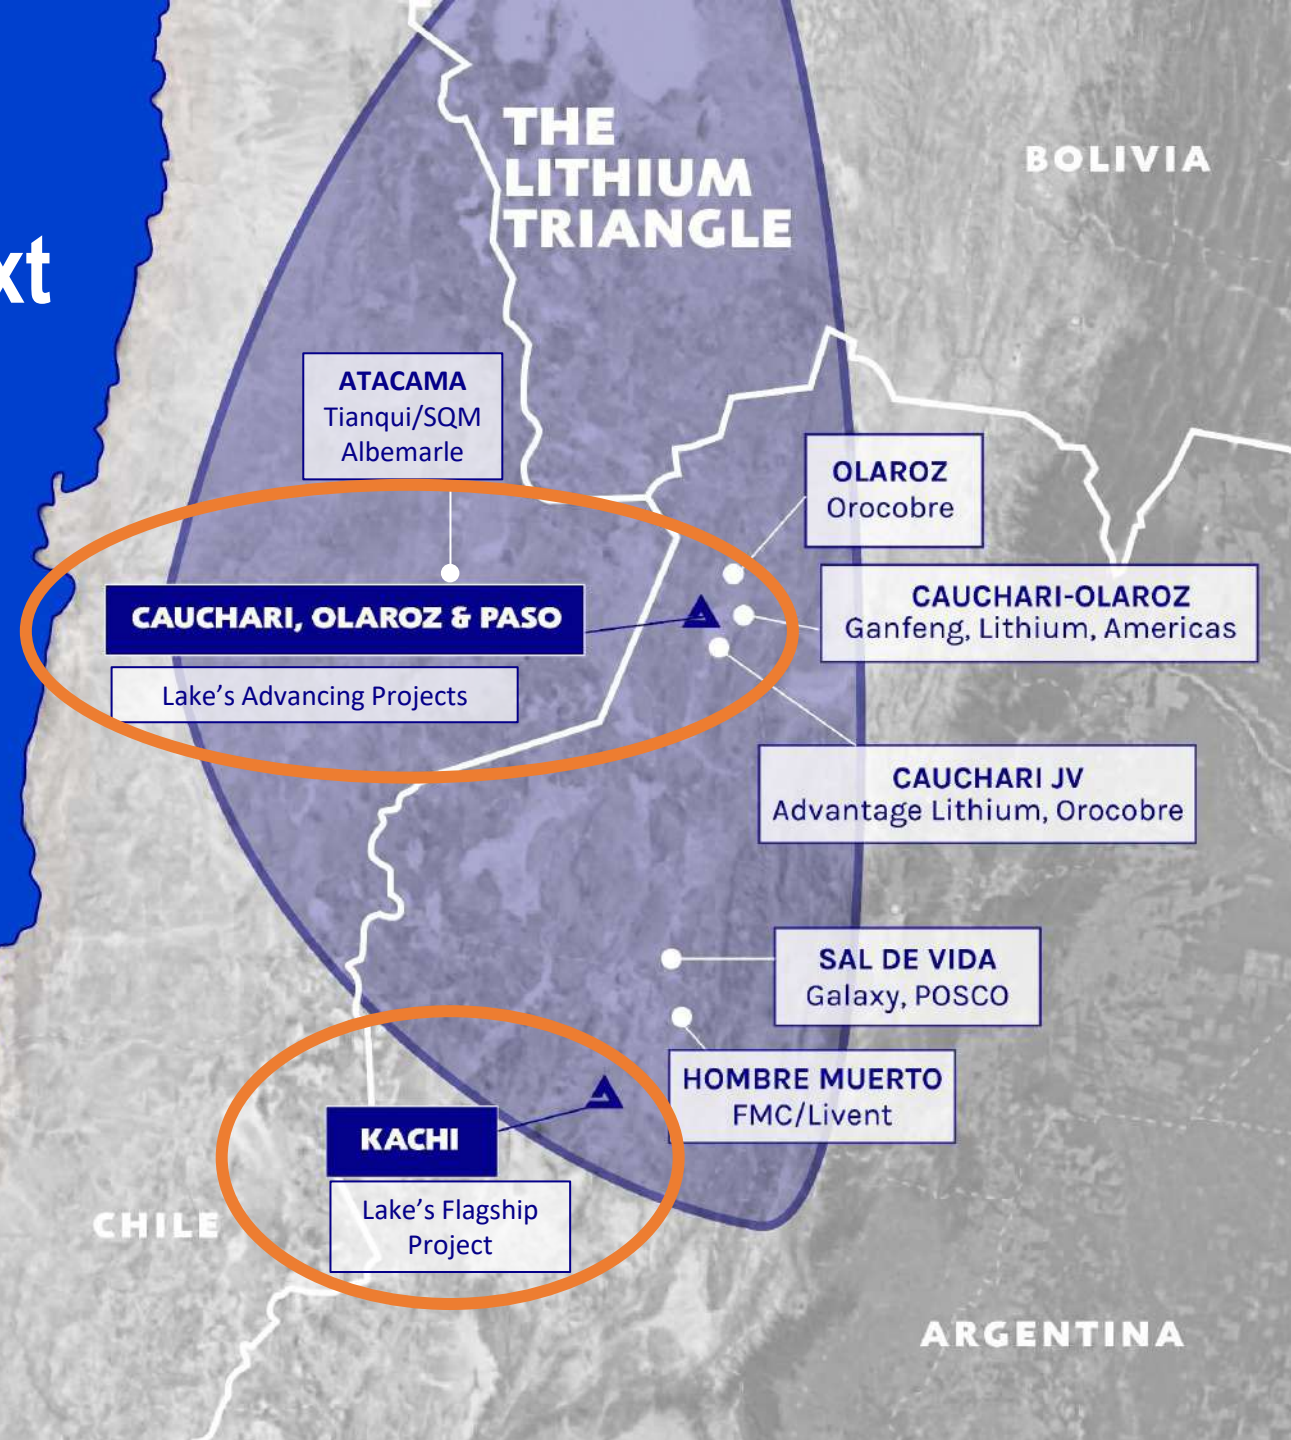 THE
LITHIUM
TRIANGLE
BOLIVIA
xt
ATACAMA
Tianqui/SQM
Albemarle
OLAROZ
Orocobre
CAUCHARI, OLAROZ & PASO
Lake’s Advancing Projects
CAUCHARI-OLAROZ
Ganfeng, Lithium, Americas
CAUCHARI JV
Advantage Lithium, Orocobre
SAL DE VIDA
Galaxy, POSCO
HOMBRE MUERTO
FMC/Livent
KACHI
Lake’s Flagship
Project
CHILE
ARGENTINA